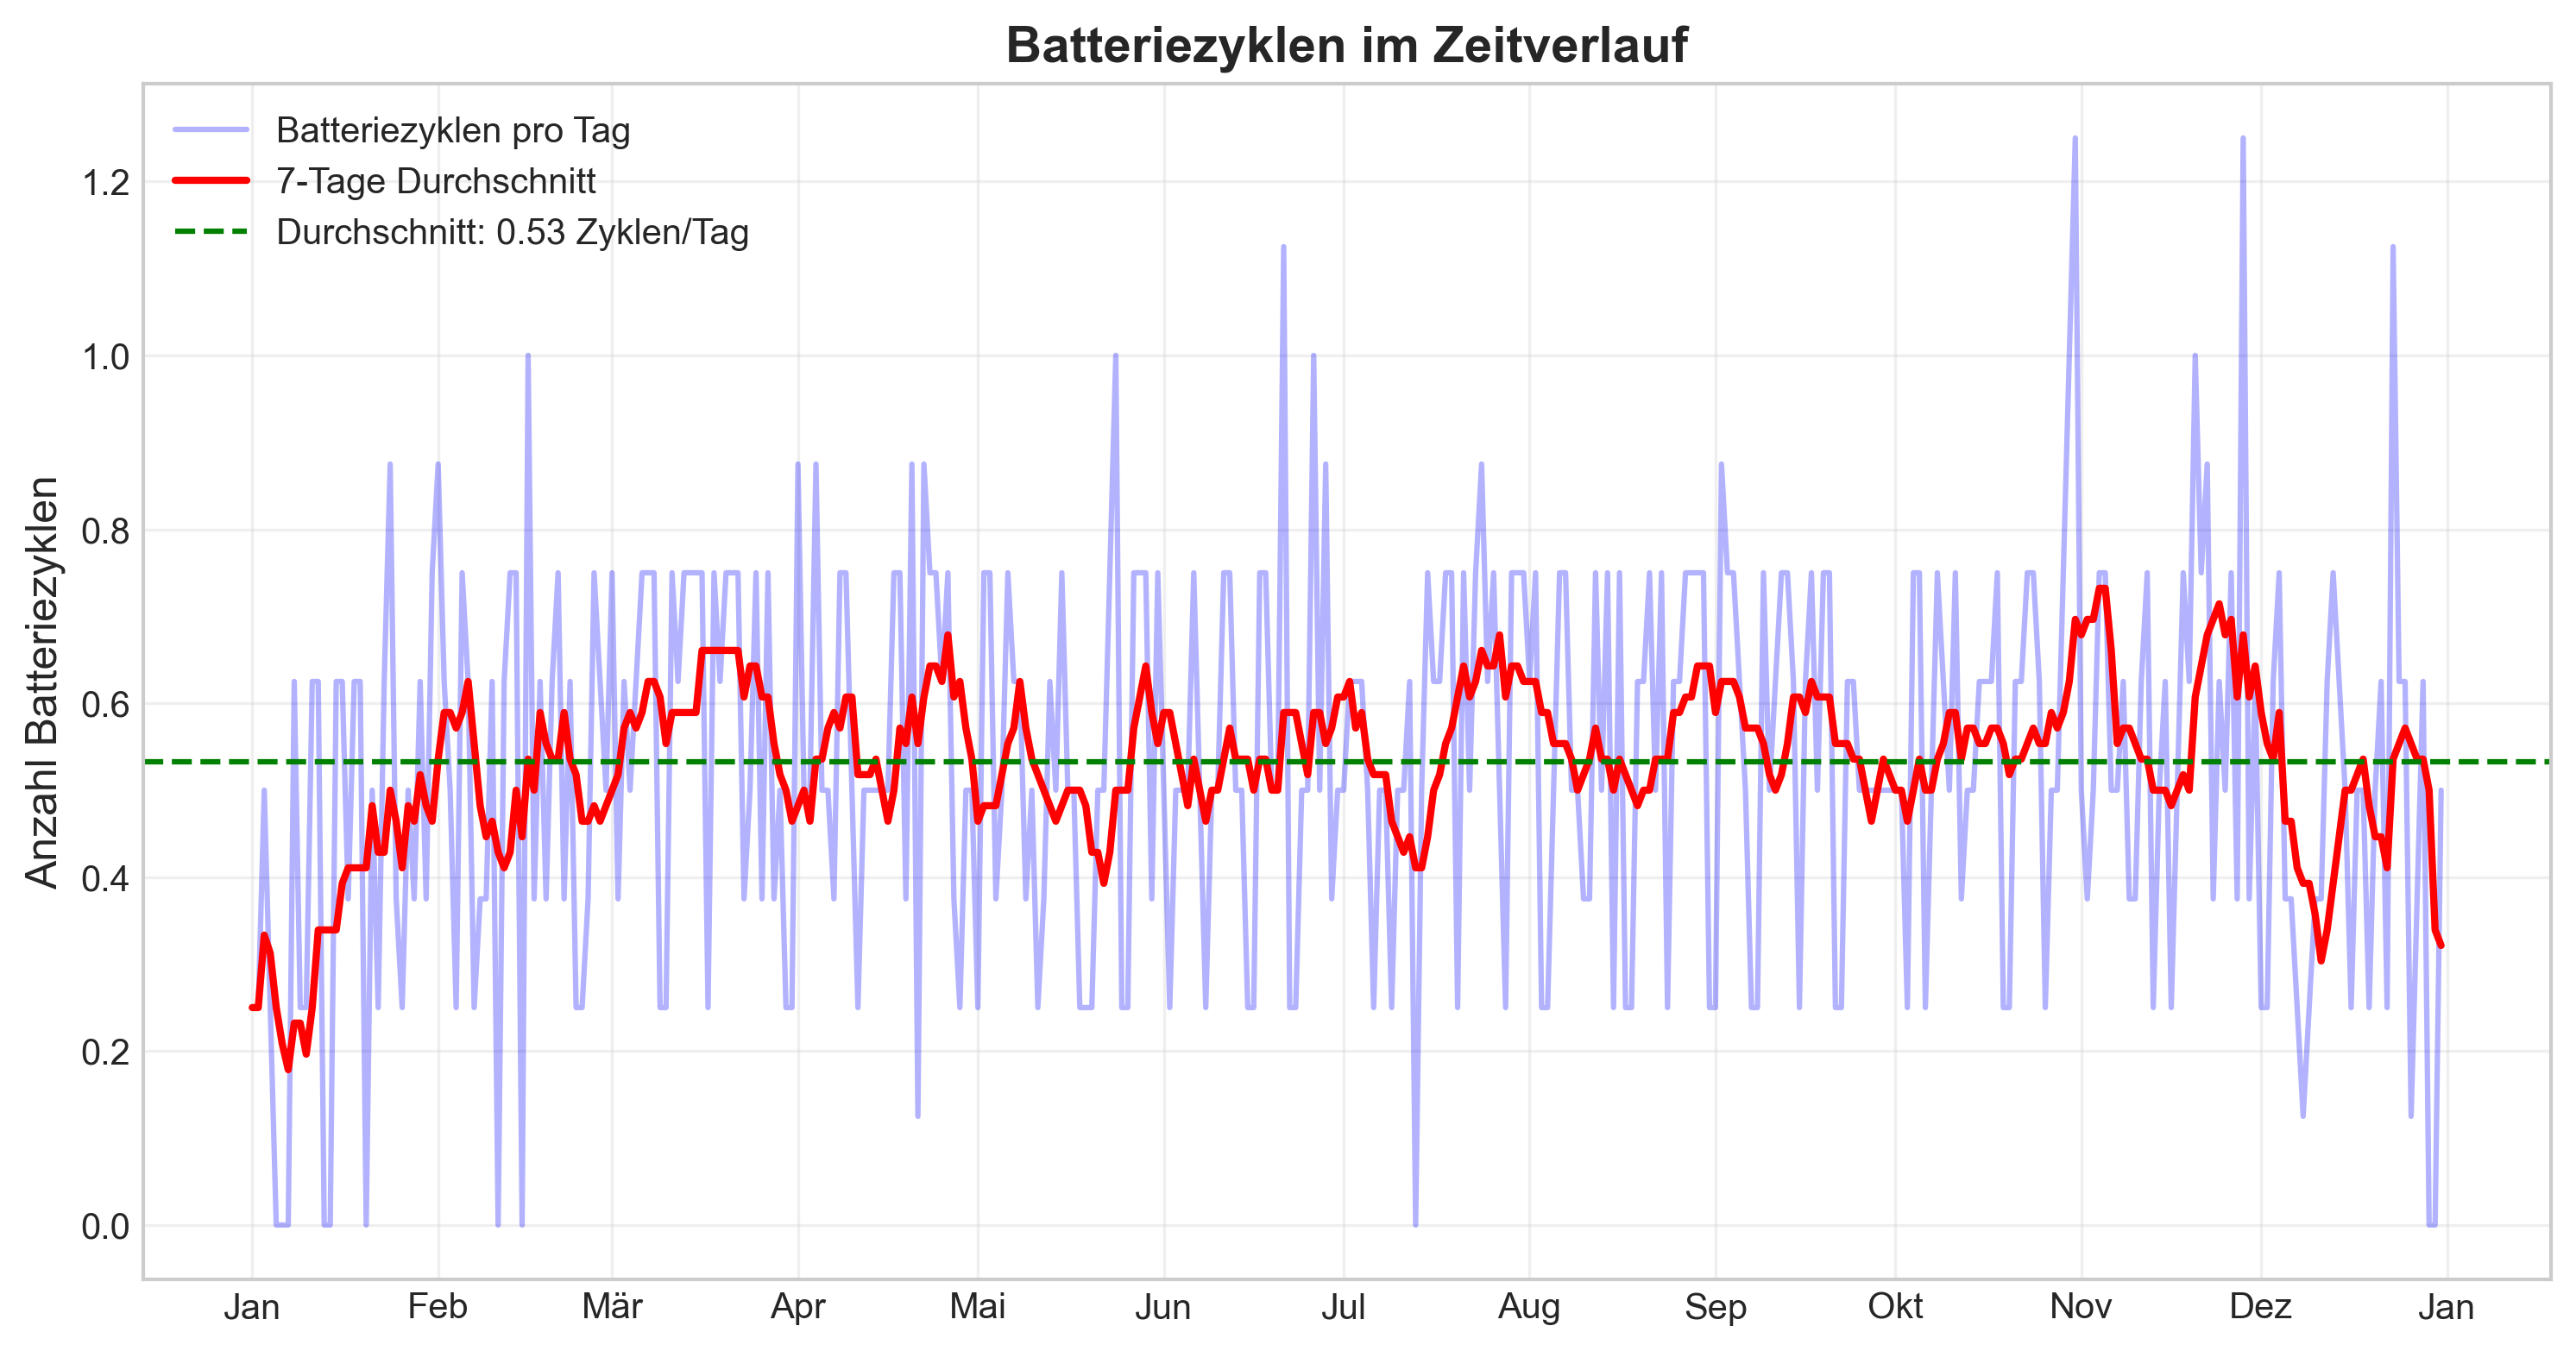 Batteriezyklen im Zeitverlauf
Batteriezyklen pro Tag
7-Tage Durchschnitt
Durchschnitt: 0.53 Zyklen/Tag
Anzahl Batteriezyklen
1.2
1.0
0.8
0.6
0.4
0.2
0.0
Jan Feb Mär Apr Mai Jun Jul Aug Sep Okt Nov Dez Jan